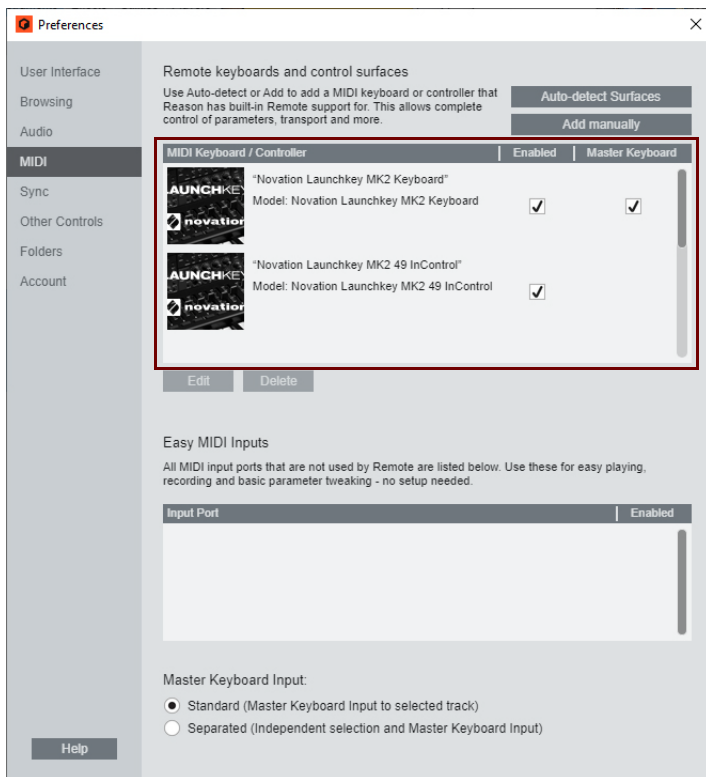 Preferences
User Interface
Browsing
Audio
MIDI
Sync
Other Controls
Folders
Account
Help
Remote keyboards and control surfaces
Use Auto-detect or Add to add a MIDI keyboard or controller that
Reason has built-in Remote support for. This allows complete
control of parameters, transport and more.
Auto-detect Surfaces
Add manually
MIDI Keyboard / Controller | Enabled | Master Keyboard
AUNCHKEY
novation
“Novation Launchkey MK2 Keyboard”
Model: Novation Launchkey MK2 Keyboard
AUNCHKEY
novation
“Novation Launchkey MK2 49 InControl”
Model: Novation Launchkey MK2 49 InControl
Edit Delete
Easy MIDI Inputs
All MIDI input ports that are not used by Remote are listed below. Use these for easy playing,
recording and basic parameter tweaking - no setup needed.
Input Port | Enabled
Master Keyboard Input:
Standard (Master Keyboard Input to selected track)
Separated (Independent selection and Master Keyboard Input)